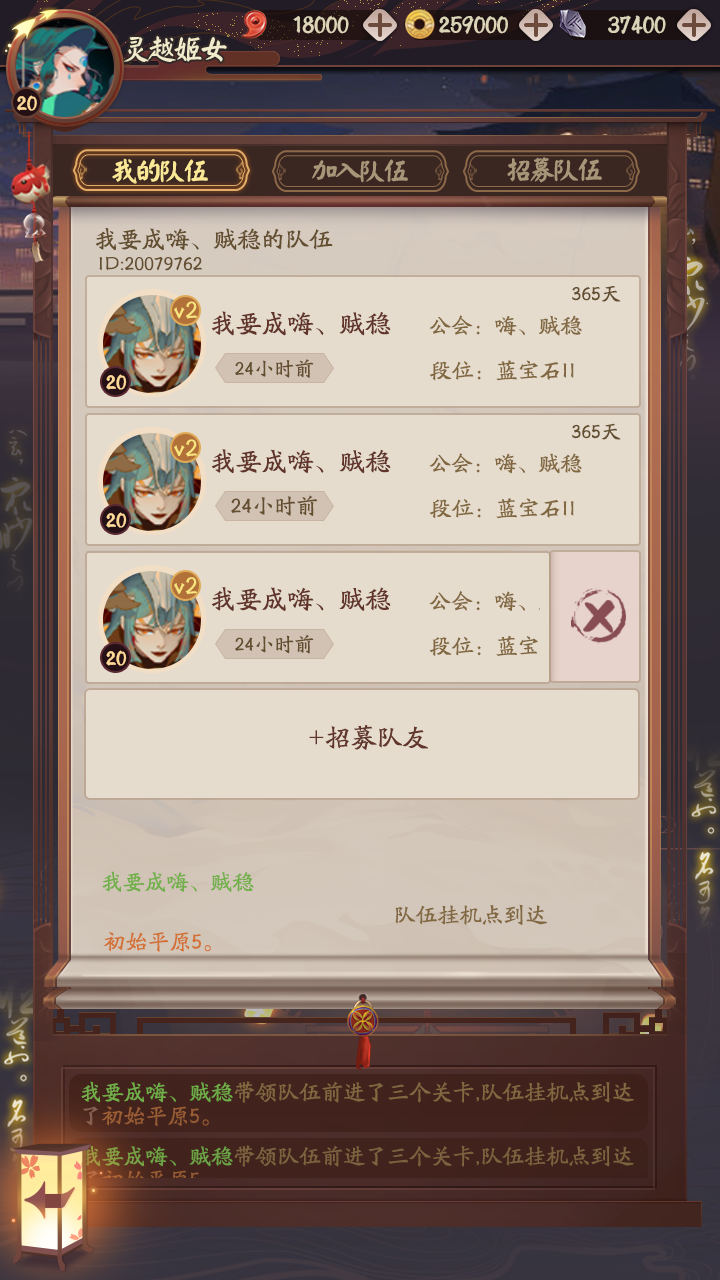 18000
259000
37400
灵越姬女
20
我的队伍
加入队伍
招募队伍
我要成嗨、贼稳的队伍
ID:20079762
365天
v2
我要成嗨、贼稳
公会：嗨、贼稳
24小时前
段位：蓝宝石II
20
365天
v2
我要成嗨、贼稳
公会：嗨、贼稳
24小时前
段位：蓝宝石II
20
v2
我要成嗨、贼稳
公会：嗨、
24小时前
段位：蓝宝
20
+招募队友
我要成嗨、贼稳
队伍挂机点到达
初始平原5。
我要成嗨、贼稳带领队伍前进了三个关卡,队伍挂机点到达
了初始平原5。
我要成嗨、贼稳带领队伍前进了三个关卡,队伍挂机点到达
了初始平原5